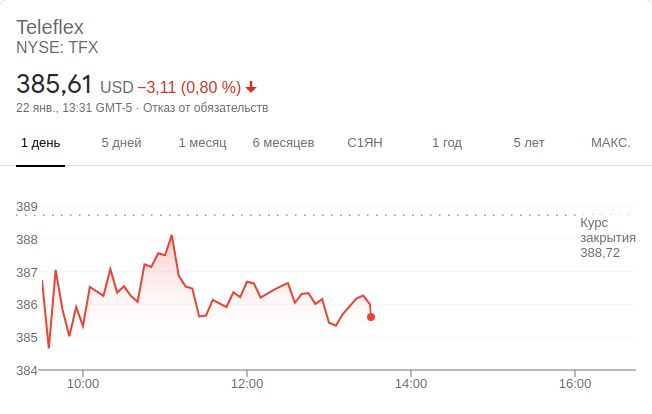 Teleflex
NYSE: TFX
385,61 USD −3,11 (0,80 %)
22 янв., 13:31 GMT-5 · Отказ от обязательств
1 день 5 дней 1 месяц 6 месяцев С1ЯН 1 год 5 лет МАКС.
389
388
387
386
385
384
Курс
закрытия
388,72
10:00 12:00 14:00 16:00